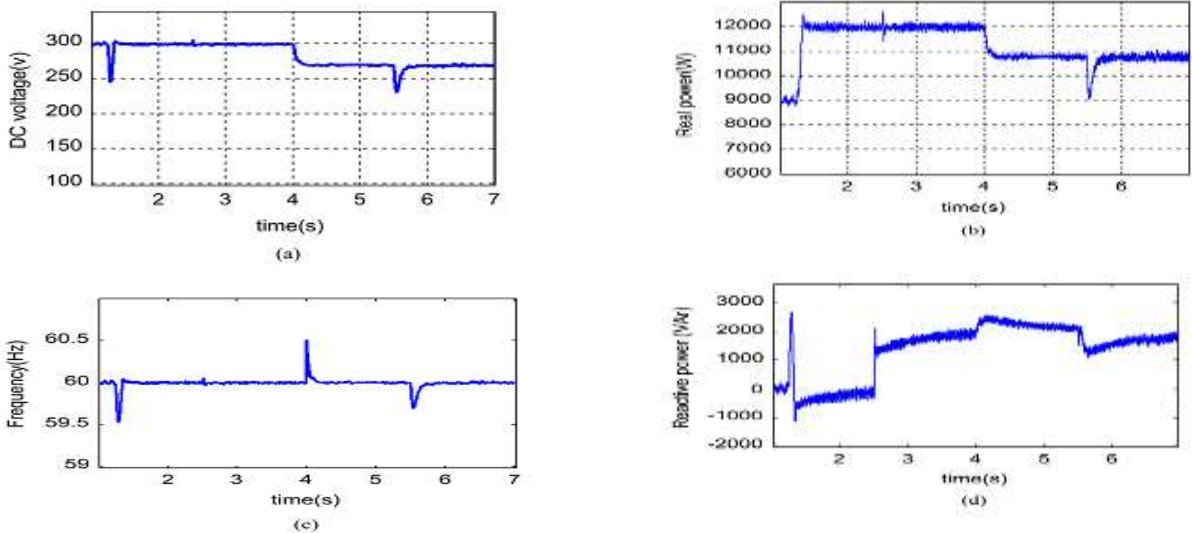 DC voltage(v)
300
250
200
150
100
2 3 4 5 6 7
time(s)
(a)
Real power(W)
12000
11000
10000
9000
8000
7000
6000
2 3 4 5 6
time(s)
(b)
Frequency(Hz)
60.5
60
59.5
59
2 3 4 5 6 7
time(s)
(c)
Reactive power (VAr)
3000
2000
1000
0
-1000
-2000
2 3 4 5 6
time(s)
(d)